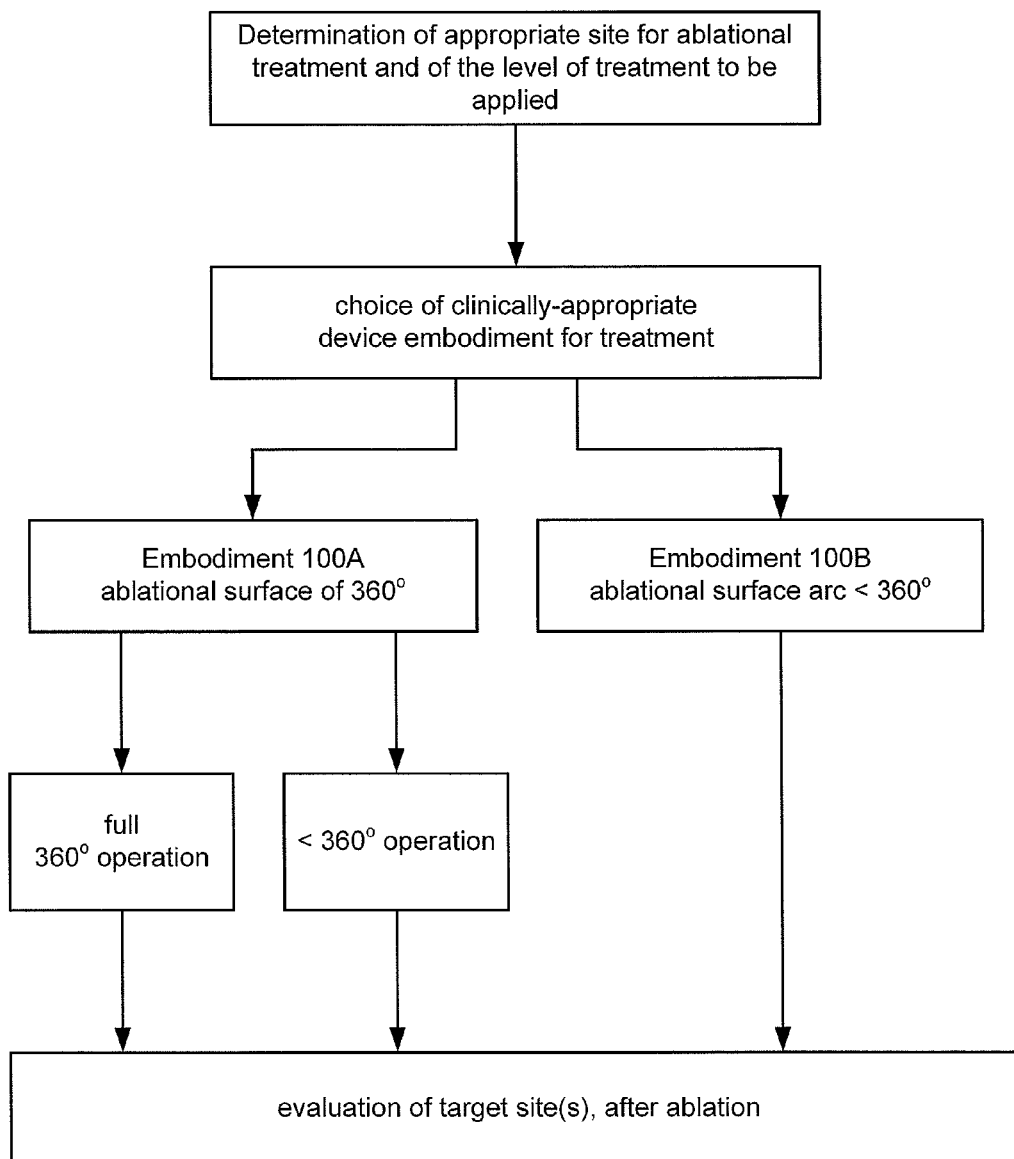 Determination of appropriate site for ablational
treatment and of the level of treatment to be
applied
choice of clinically-appropriate
device embodiment for treatment
Embodiment 100A
ablational surface of 360°
Embodiment 100B
ablational surface arc < 360°
full
360° operation
< 360° operation
evaluation of target site(s), after ablation